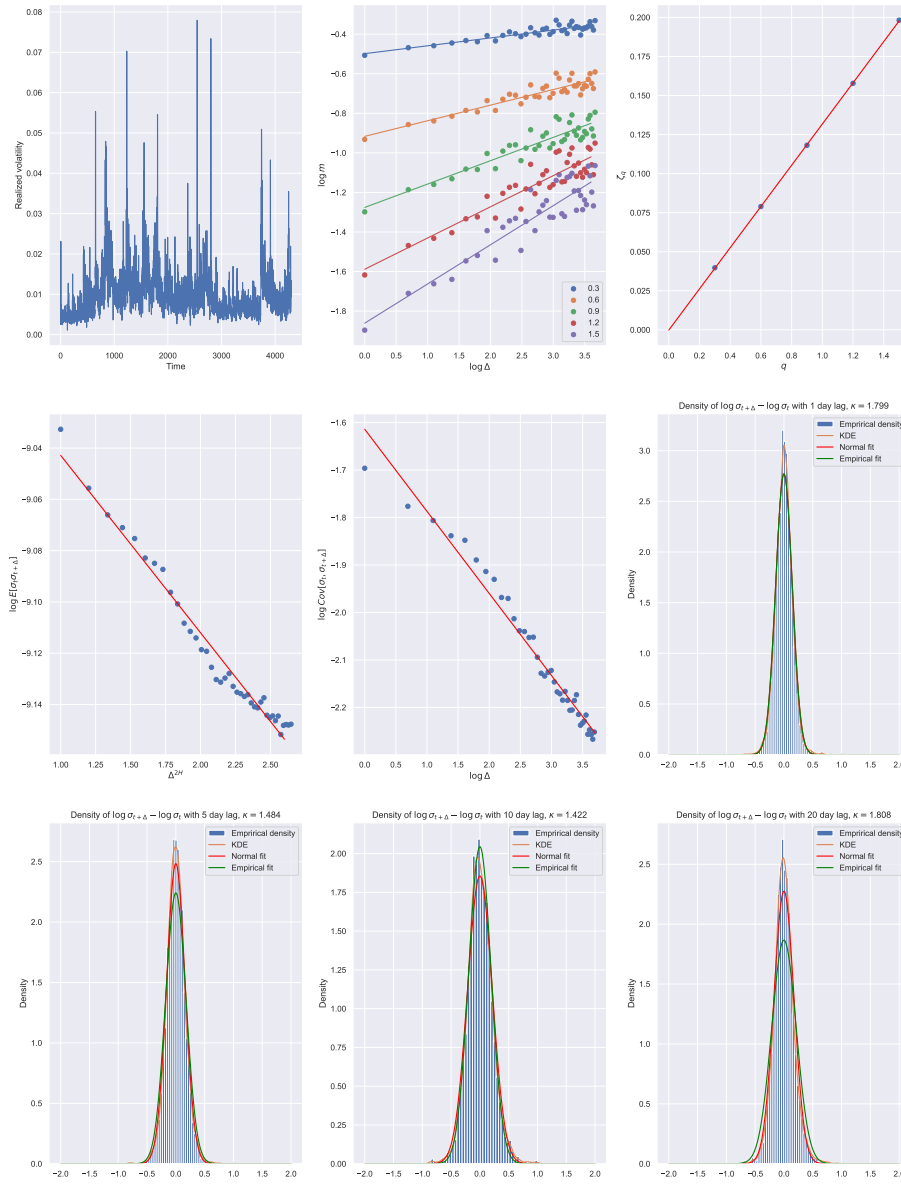 0.08
0.07
0.06
0.05
0.04
0.03
0.02
0.01
0.00
Realized volatility
0 1000 2000 3000 4000
Time
−0.4
−0.6
−0.8
−1.0
−1.2
−1.4
−1.6
−1.8
log m
0.3
0.6
0.9
1.2
1.5
0.0 0.5 1.0 1.5 2.0 2.5 3.0 3.5
log Δ
0.200
0.175
0.150
0.125
0.100
0.075
0.050
0.025
0.000
ζq
0.0 0.2 0.4 0.6 0.8 1.0 1.2 1.4
q
−9.04
−9.06
−9.08
−9.10
−9.12
−9.14
log E[σtσt+Δ]
1.00 1.25 1.50 1.75 2.00 2.25 2.50
Δ2H
−1.6
−1.7
−1.8
−1.9
−2.0
−2.1
−2.2
log Cov[σt, σt+Δ]
0.0 0.5 1.0 1.5 2.0 2.5 3.0 3.5
log Δ
Density of log σt+Δ − log σt with 1 day lag, κ = 1.799
Emprirical density
KDE
Normal fit
Empirical fit
3.0
2.5
2.0
1.5
1.0
0.5
0.0
Density
−2.0 −1.5 −1.0 −0.5 0.0 0.5 1.0 1.5 2.0
Density of log σt+Δ − log σt with 5 day lag, κ = 1.484
Emprirical density
KDE
Normal fit
Empirical fit
2.5
2.0
1.5
1.0
0.5
0.0
Density
−2.0 −1.5 −1.0 −0.5 0.0 0.5 1.0 1.5 2.0
Density of log σt+Δ − log σt with 10 day lag, κ = 1.422
Emprirical density
KDE
Normal fit
Empirical fit
2.00
1.75
1.50
1.25
1.00
0.75
0.50
0.25
0.00
Density
−2.0 −1.5 −1.0 −0.5 0.0 0.5 1.0 1.5 2.0
Density of log σt+Δ − log σt with 20 day lag, κ = 1.808
Emprirical density
KDE
Normal fit
Empirical fit
2.5
2.0
1.5
1.0
0.5
0.0
Density
−2.0 −1.5 −1.0 −0.5 0.0 0.5 1.0 1.5 2.0